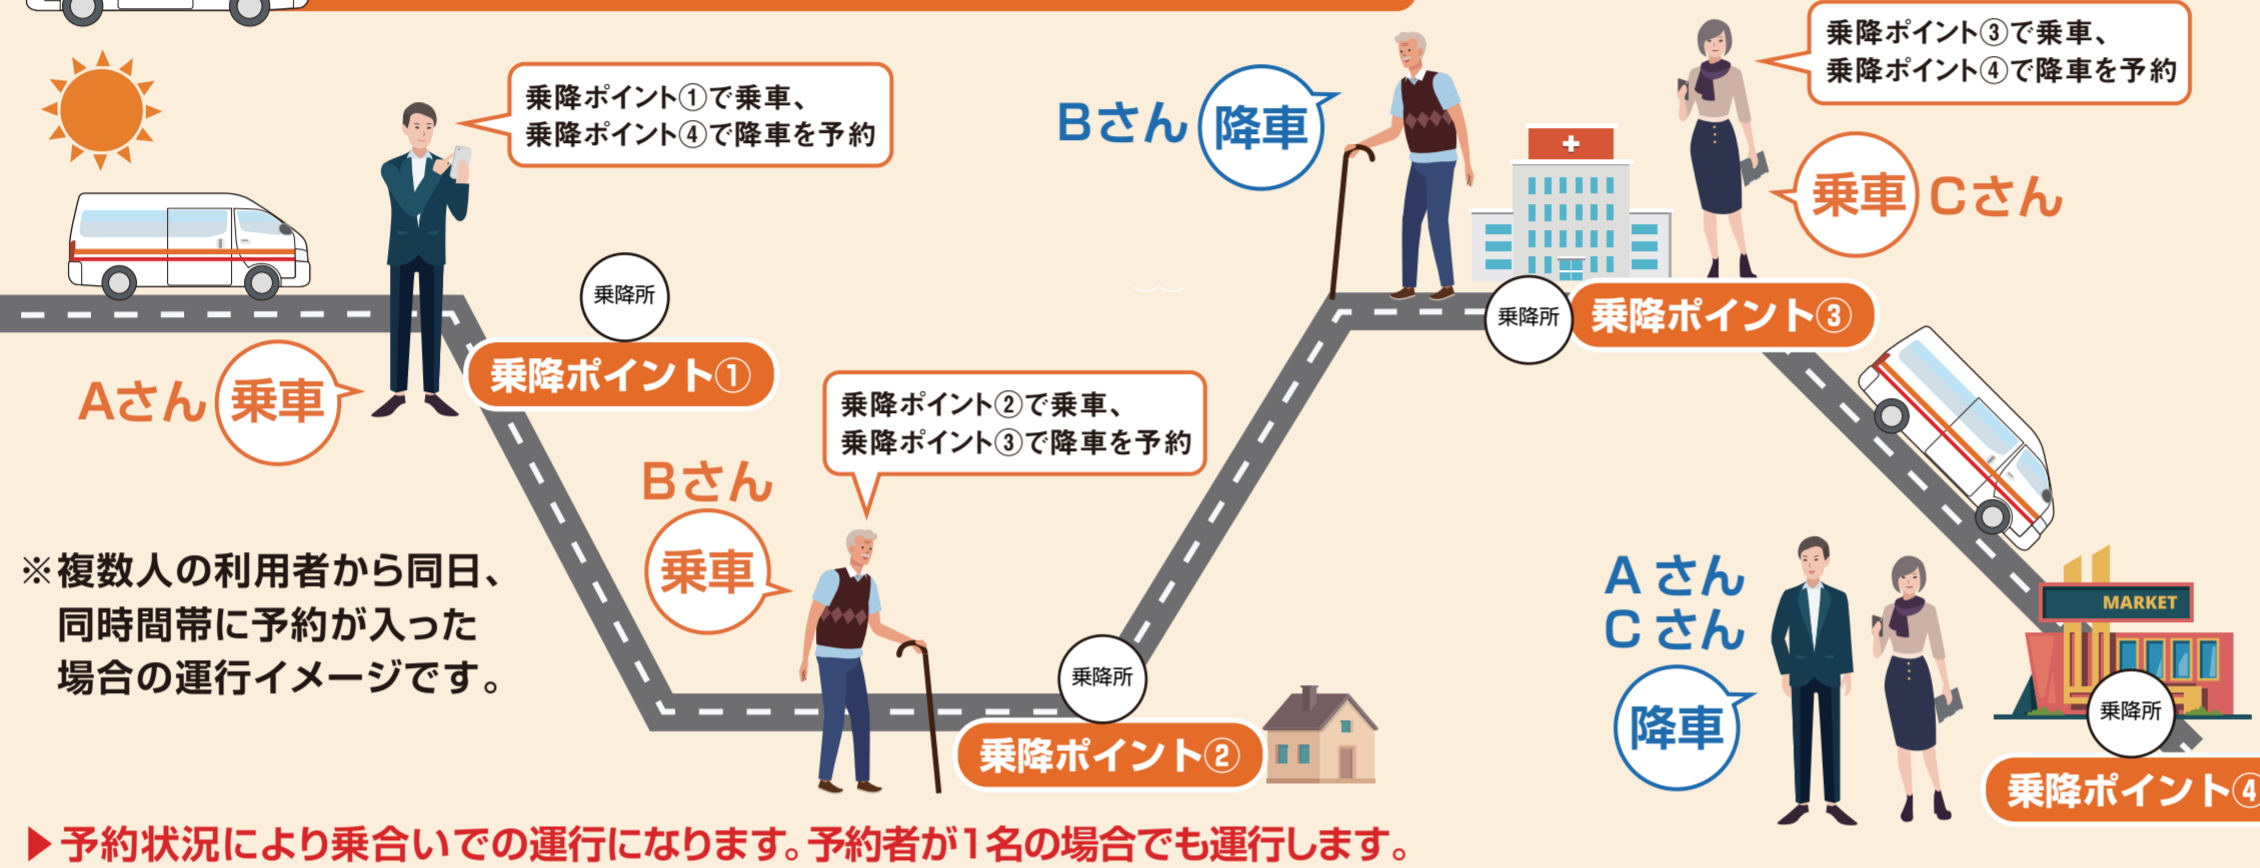 乗降ポイント①で乗車、
乗降ポイント④で降車を予約
Aさん
乗車
乗降所
乗降ポイント①
乗降ポイント②で乗車、
乗降ポイント③で降車を予約
Bさん
乗車
乗降所
乗降ポイント②
Bさん
降車
乗降ポイント③で乗車、
乗降ポイント④で降車を予約
乗車
Cさん
乗降所
乗降ポイント③
A さん
C さん
降車
MARKET
乗降所
乗降ポイント④
※複数人の利用者から同日、
同時間帯に予約が入った
場合の運行イメージです。
▶予約状況により乗合いでの運行になります。予約者が1名の場合でも運行します。